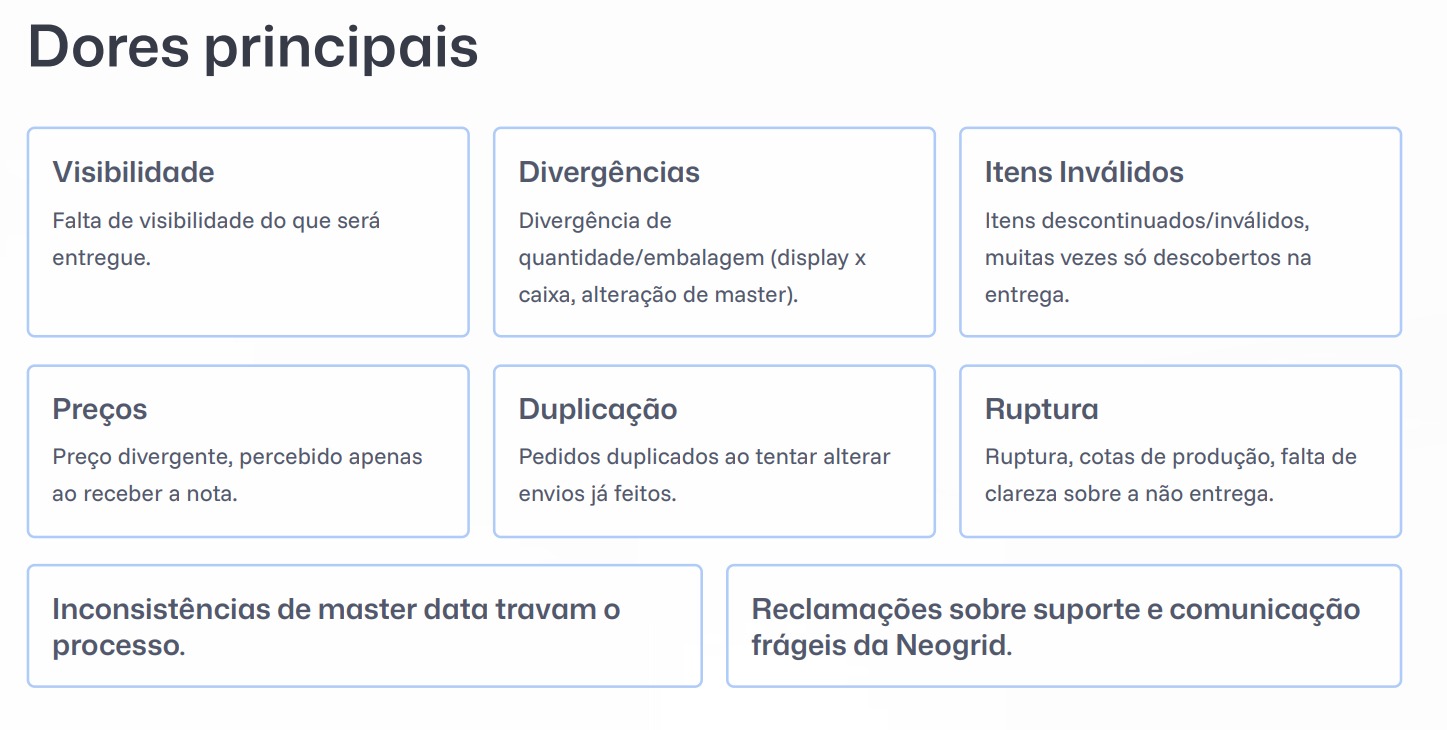 Dores principais
Visibilidade
Falta de visibilidade do que será
entregue.
Divergências
Divergência de
quantidade/embalagem (display x
caixa, alteração de master).
Itens Inválidos
Itens descontinuados/inválidos,
muitas vezes só descobertos na
entrega.
Preços
Preço divergente, percebido apenas
ao receber a nota.
Duplicação
Pedidos duplicados ao tentar alterar
envios já feitos.
Ruptura
Ruptura, cotas de produção, falta de
clareza sobre a não entrega.
Inconsistências de master data travam o
processo.
Reclamações sobre suporte e comunicação
frágeis da Neogrid.